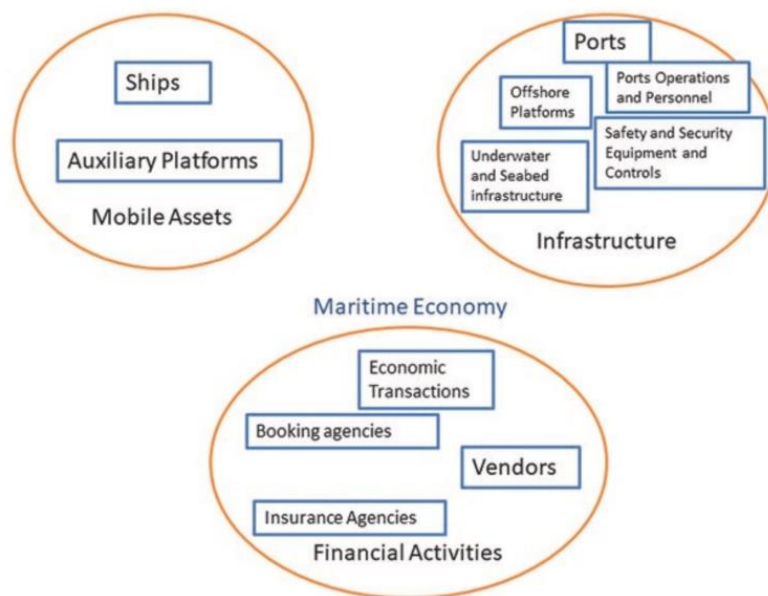 Ships
Auxiliary Platforms
Mobile Assets
Ports
Ports Operations
and Personnel
Offshore
Platforms
Safety and Security
Equipment and
Controls
Underwater
and Seabed
infrastructure
Infrastructure
Maritime Economy
Economic
Transactions
Booking agencies
Vendors
Insurance Agencies
Financial Activities